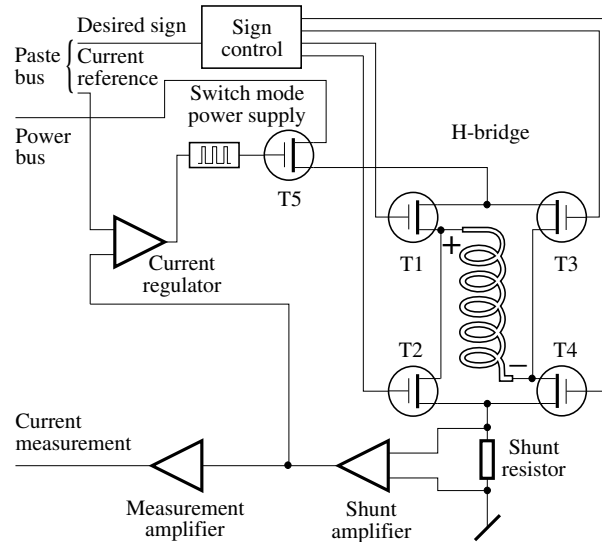 Desired sign
Paste
bus
Current
reference
Sign
control
Switch mode
power supply
Power
bus
H-bridge
T5
T1
+
T3
Current
regulator
T2
–
T4
Current
measurement
Shunt
resistor
Measurement
amplifier
Shunt
amplifier